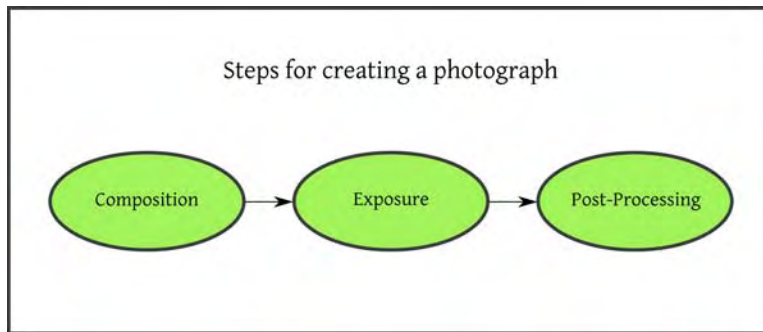 Steps for creating a photograph
Composition
Exposure
Post-Processing